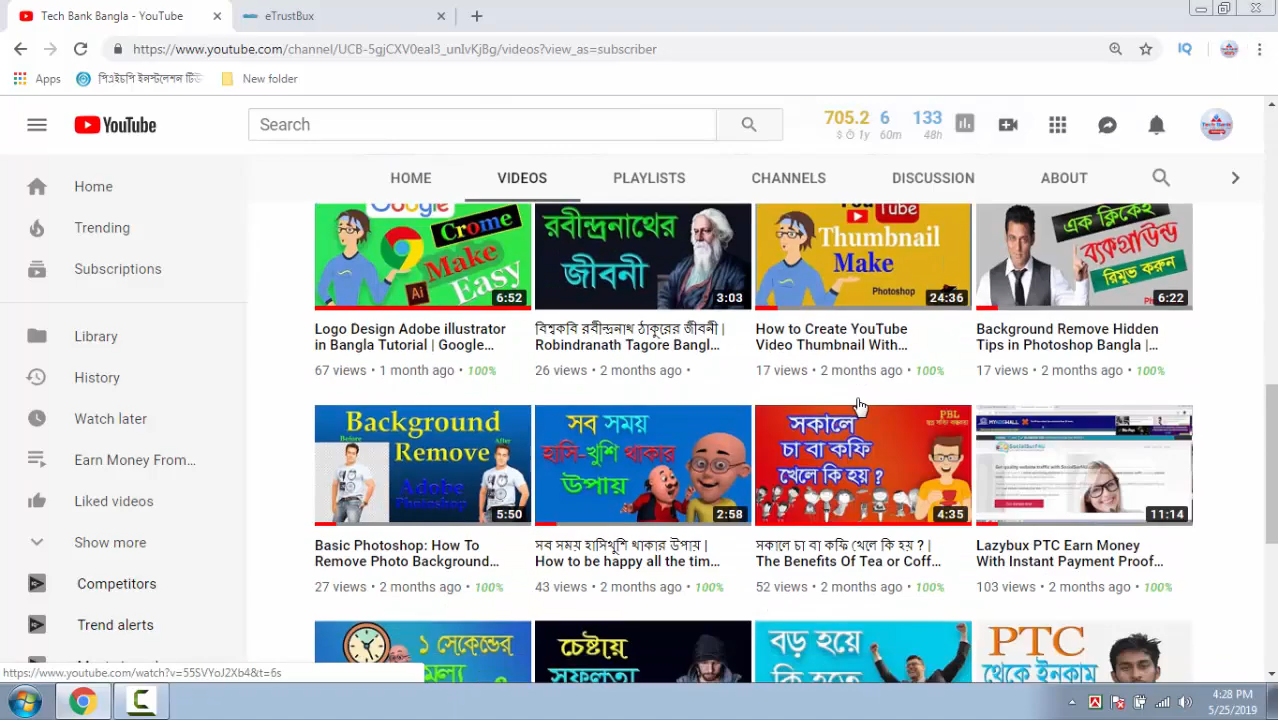 Tech Bank Bangla - YouTube
eTrustBux
https://www.youtube.com/channel/UCB-5gjCXV0eal3_unIvKjBg/videos?view_as=subscriber
Apps
New folder
YouTube
Search
705.2 6 133
1y 60m 48h
HOME VIDEOS PLAYLISTS CHANNELS DISCUSSION ABOUT
Home
Trending
Subscriptions
Library
History
Watch later
Earn Money From...
Liked videos
Show more
Competitors
Trend alerts
Google
Crome
Make
Easy
Ai
6:52
Logo Design Adobe illustrator
in Bangla Tutorial | Google...
67 views • 1 month ago • 100%
রবীন্দ্রনাথের
জীবনী
3:03
বিশ্বকবি রবীন্দ্রনাথ ঠাকুরের জীবনী |
Robindranath Tagore Bangl...
26 views • 2 months ago •
You Tube
Thumbnail
Make
Photoshop
24:36
How to Create YouTube
Video Thumbnail With...
17 views • 2 months ago • 100%
এক ক্লিকেই
ব্যকগ্রাউন্ড
রিমুভ করুন
6:22
Background Remove Hidden
Tips in Photoshop Bangla |...
17 views • 2 months ago • 100%
Background
Before After
Remove
Adobe
Photoshop
5:50
Basic Photoshop: How To
Remove Photo Background...
27 views • 2 months ago • 100%
সব সময়
হাসি-খুশি থাকার
উপায়
2:58
সব সময় হাসিখুশি থাকার উপায় |
How to be happy all the tim...
43 views • 2 months ago • 100%
সকালে
চা বা কফি
খেলে কি হয় ?
PBL
4:35
সকালে চা বা কফি খেলে কি হয় ? |
The Benefits Of Tea or Coff...
52 views • 2 months ago • 100%
11:14
Lazybux PTC Earn Money
With Instant Payment Proof...
103 views • 2 months ago • 100%
১ সেকেন্ডের
মূল্য
চেষ্টায়
সফলতা
বড় হয়ে
কি হতে
PTC
থেকে ইনকাম
https://www.youtube.com/watch?v=55SVYoJ2Xb4&t=6s
4:28 PM
5/25/2019